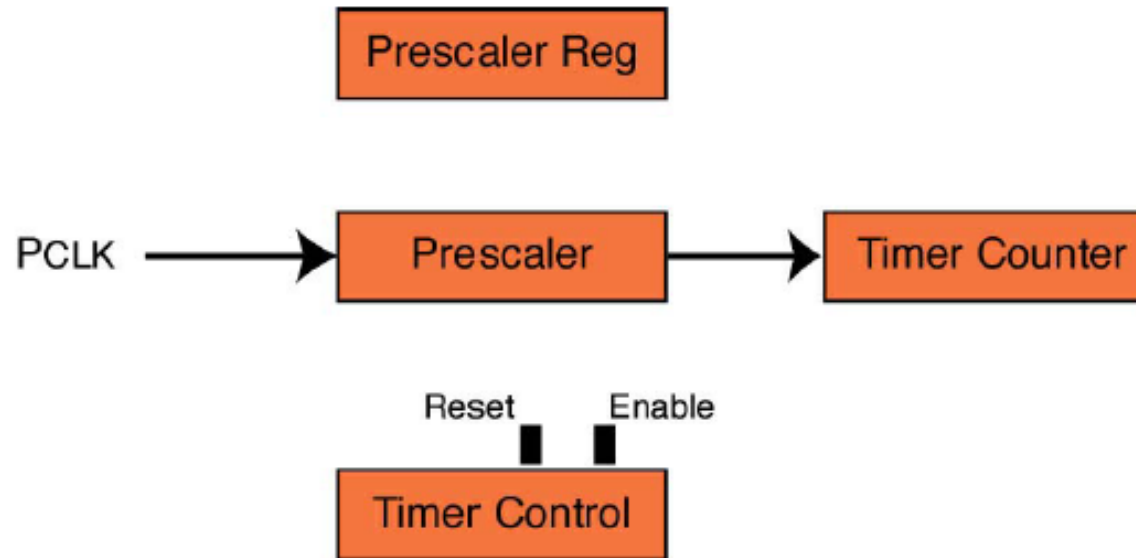 Prescaler Reg
PCLK
Prescaler
Timer Counter
Reset
Enable
Timer Control